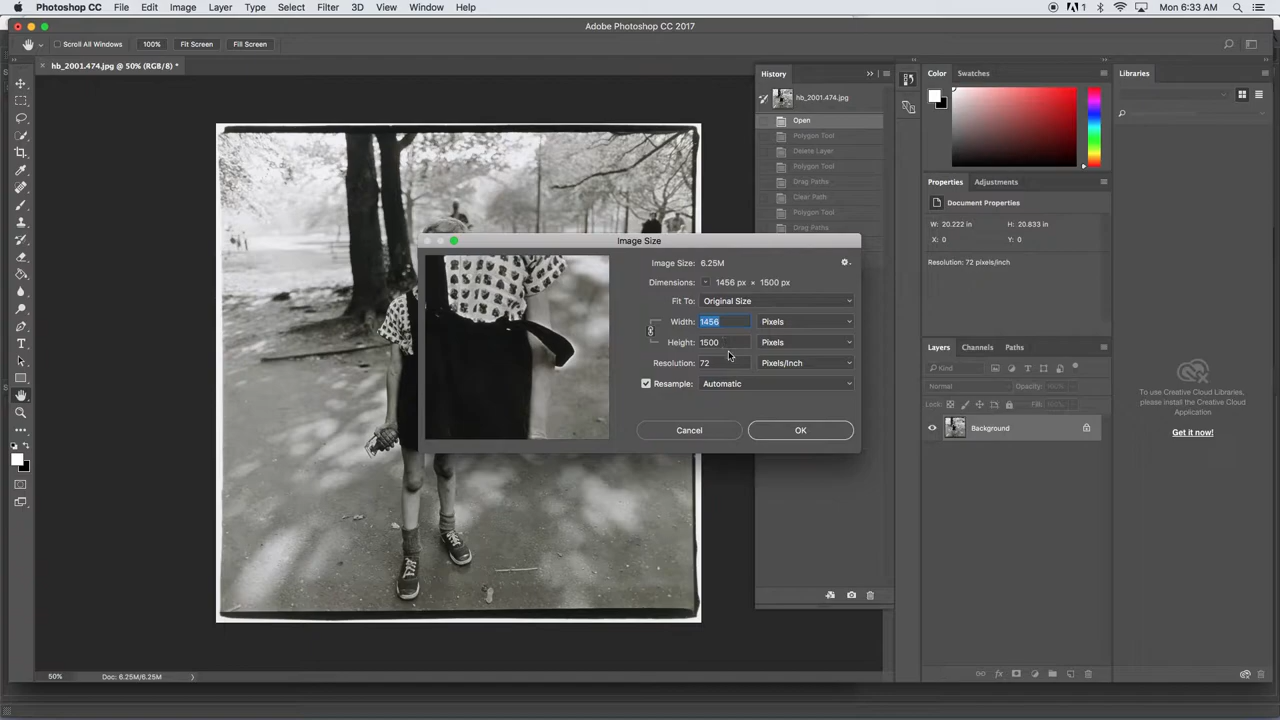 Photoshop CC File Edit Image Layer Type Select Filter 3D View Window Help 1 Mon 6:33 AM
Adobe Photoshop CC 2017
Scroll All Windows 100% Fit Screen Fill Screen
× hb_2001.474.jpg @ 50% (RGB/8) *
History
hb_2001.474.jpg
Open
Polygon Tool
Delete Layer
Polygon Tool
Drag Paths
Clear Path
Polygon Tool
Drag Paths
Color Swatches
Libraries
Properties Adjustments
Document Properties
W: 20.222 in H: 20.833 in
X: 0 Y: 0
Resolution: 72 pixels/inch
Image Size
Image Size: 6.25M
Dimensions: 1456 px × 1500 px
Fit To: Original Size
Width: 1456 Pixels
Height: 1500 Pixels
Resolution: 72 Pixels/Inch
Resample: Automatic
Cancel OK
Layers Channels Paths
Kind
Normal Opacity: 100%
Lock: Fill: 100%
Background
To use Creative Cloud Libraries,
please install the Creative Cloud
Application
Get it now!
50% Doc: 6.25M/6.25M